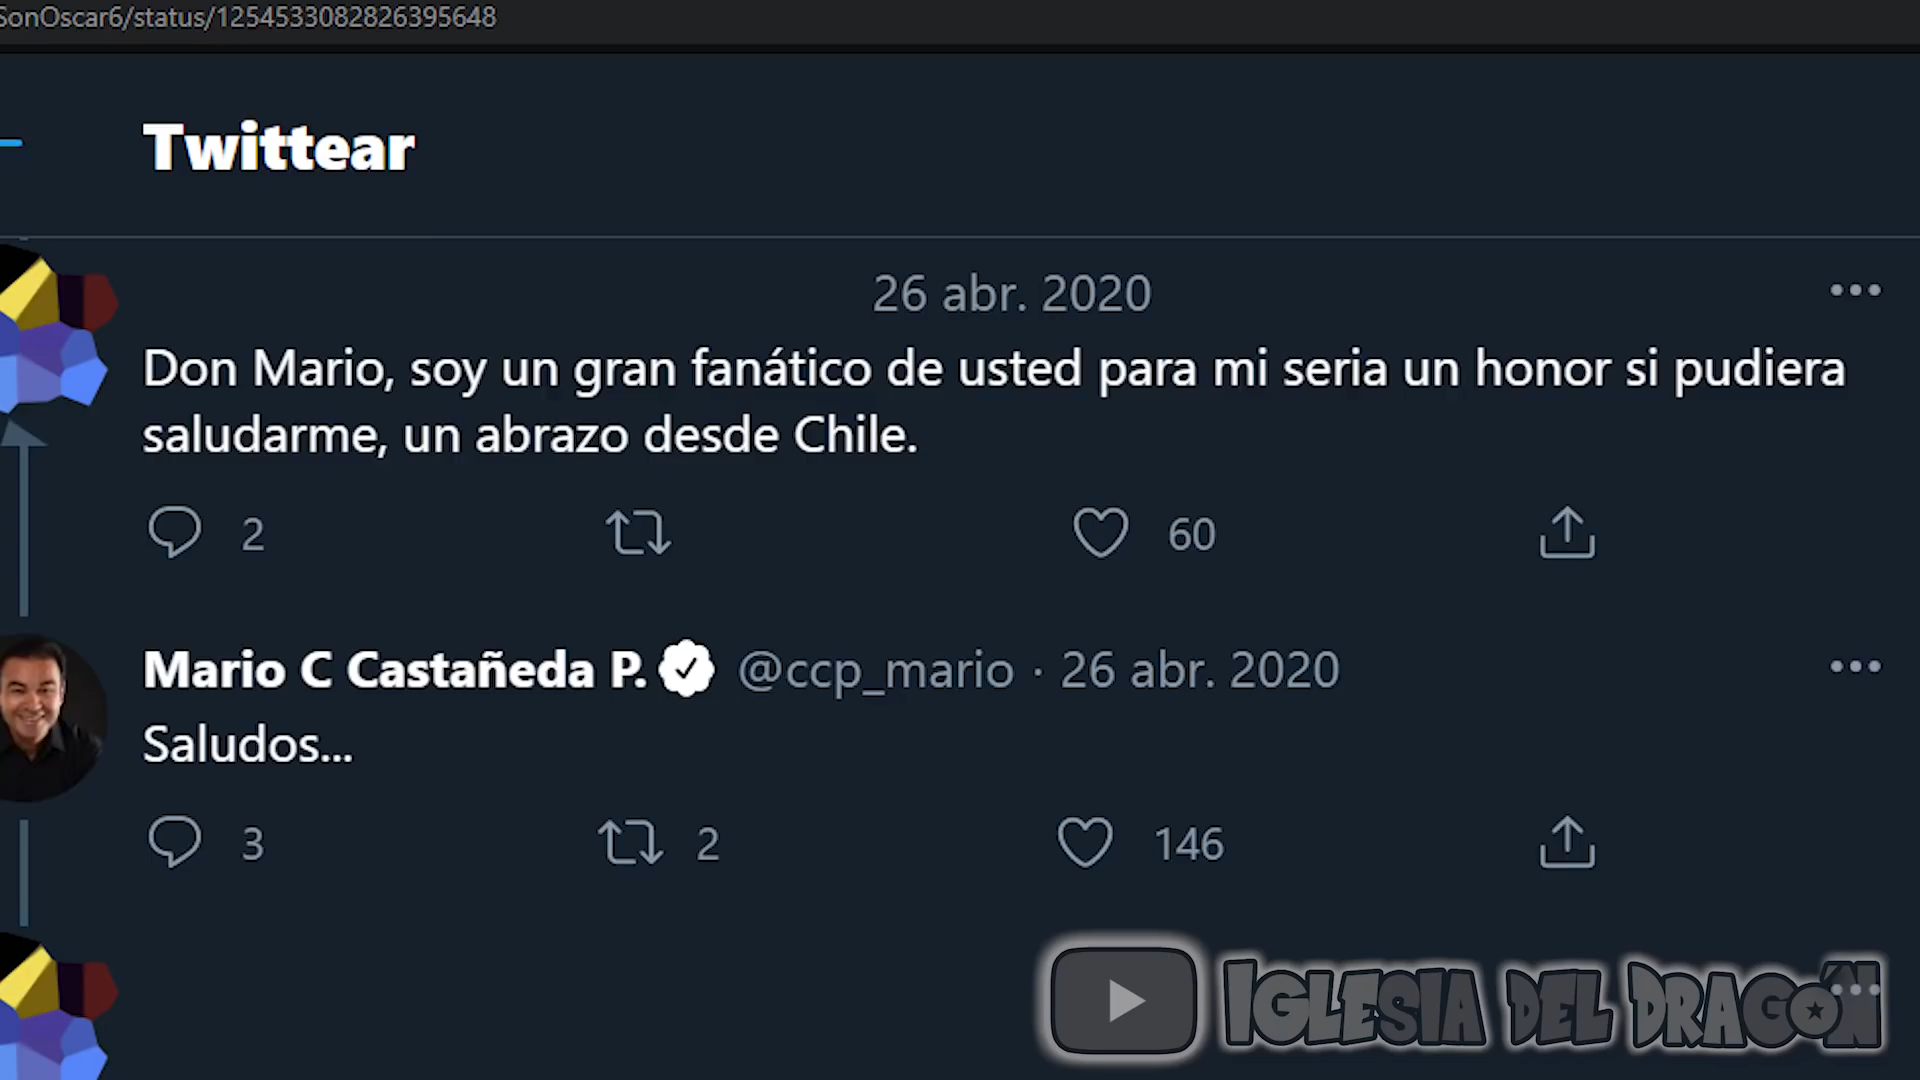 SonOscar6/status/1254533082826395648
Twittear
26 abr. 2020
Don Mario, soy un gran fanático de usted para mi seria un honor si pudiera
saludarme, un abrazo desde Chile.
2
60
Mario C Castañeda P. @ccp_mario · 26 abr. 2020
Saludos...
3
2
146
IGLESIA DEL DRAGÓN